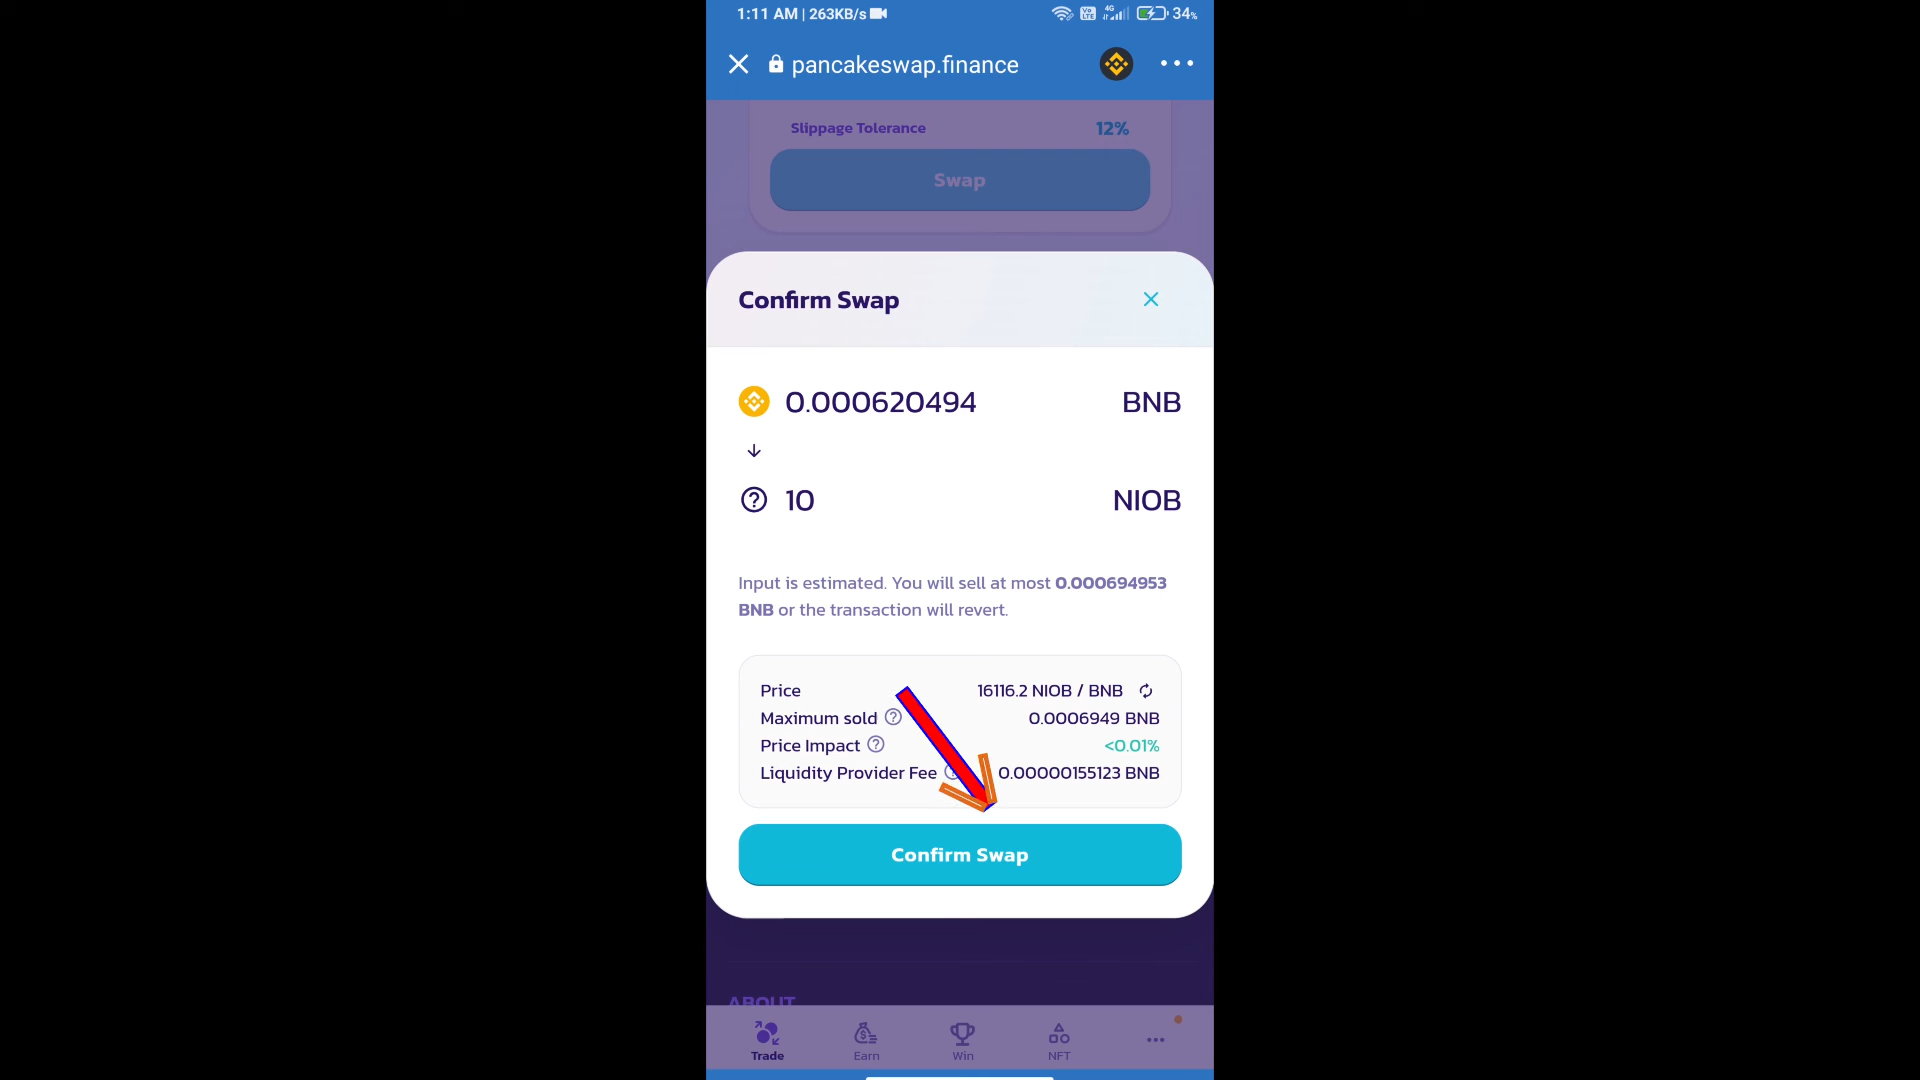 1:11 AM | 263KB/s
Vo LTE 4G 34%
pancakeswap.finance
Slippage Tolerance 12%
Swap
Confirm Swap
0.000620494 BNB
10 NIOB
Input is estimated. You will sell at most 0.000694953
BNB or the transaction will revert.
Price 16116.2 NIOB / BNB
Maximum sold 0.0006949 BNB
Price Impact <0.01%
Liquidity Provider Fee 0.00000155123 BNB
Confirm Swap
ABOUT
Trade Earn Win NFT